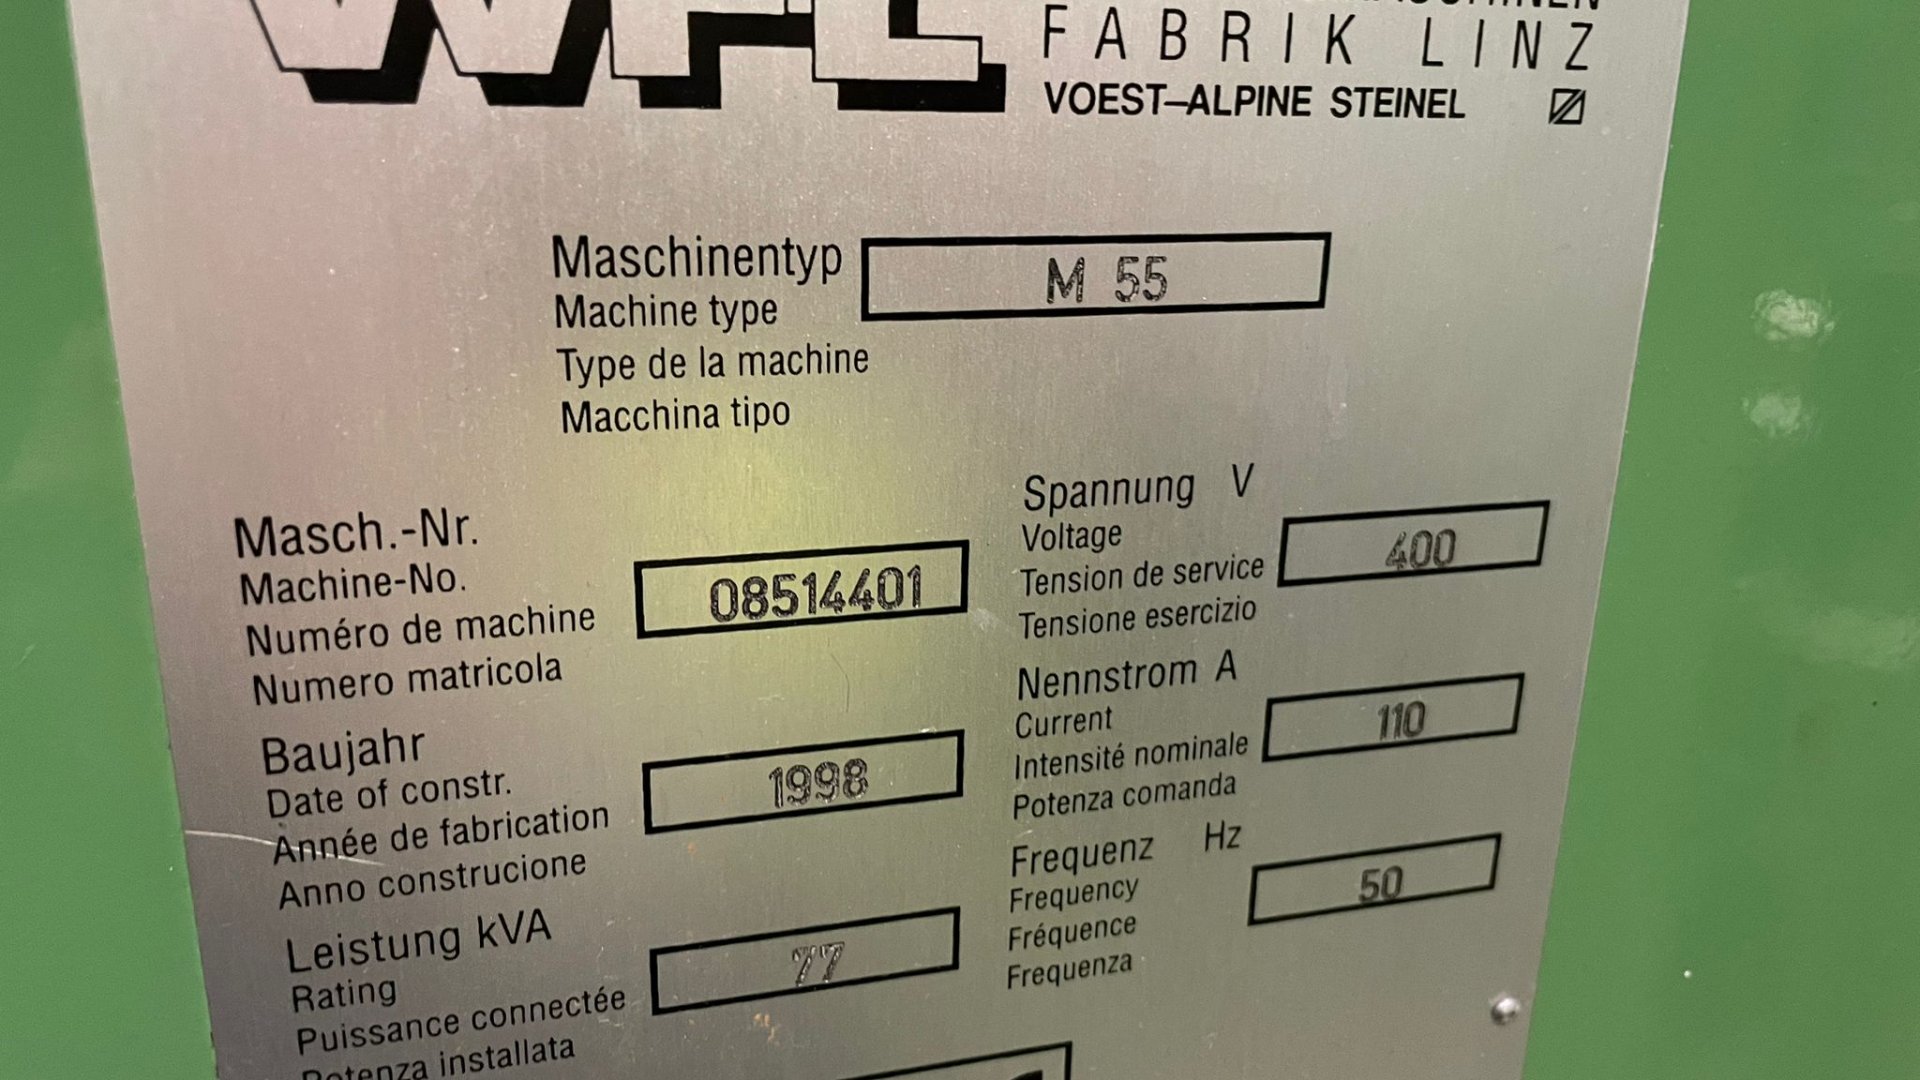 WFL
FABRIK LINZ
VOEST–ALPINE STEINEL
Maschinentyp
M 55
Machine type
Type de la machine
Macchina tipo
Masch.-Nr.
Machine-No.
Numéro de machine
Numero matricola
08514401
Spannung V
Voltage
Tension de service
Tensione esercizio
400
Nennstrom A
Current
Intensité nominale
Potenza comanda
110
Baujahr
Date of constr.
Année de fabrication
Anno construcione
1998
Frequenz Hz
Frequency
Fréquence
Frequenza
50
Leistung kVA
Rating
Puissance connectée
Potenza installata
77